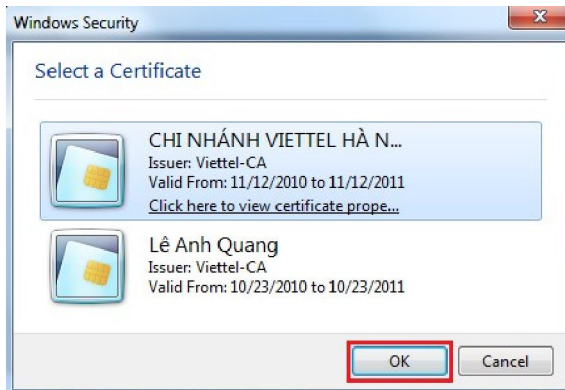 Windows Security
Select a Certificate
CHI NHÁNH VIETTEL HÀ N...
Issuer: Viettel-CA
Valid From: 11/12/2010 to 11/12/2011
Click here to view certificate prope...
Lê Anh Quang
Issuer: Viettel-CA
Valid From: 10/23/2010 to 10/23/2011
OK
Cancel